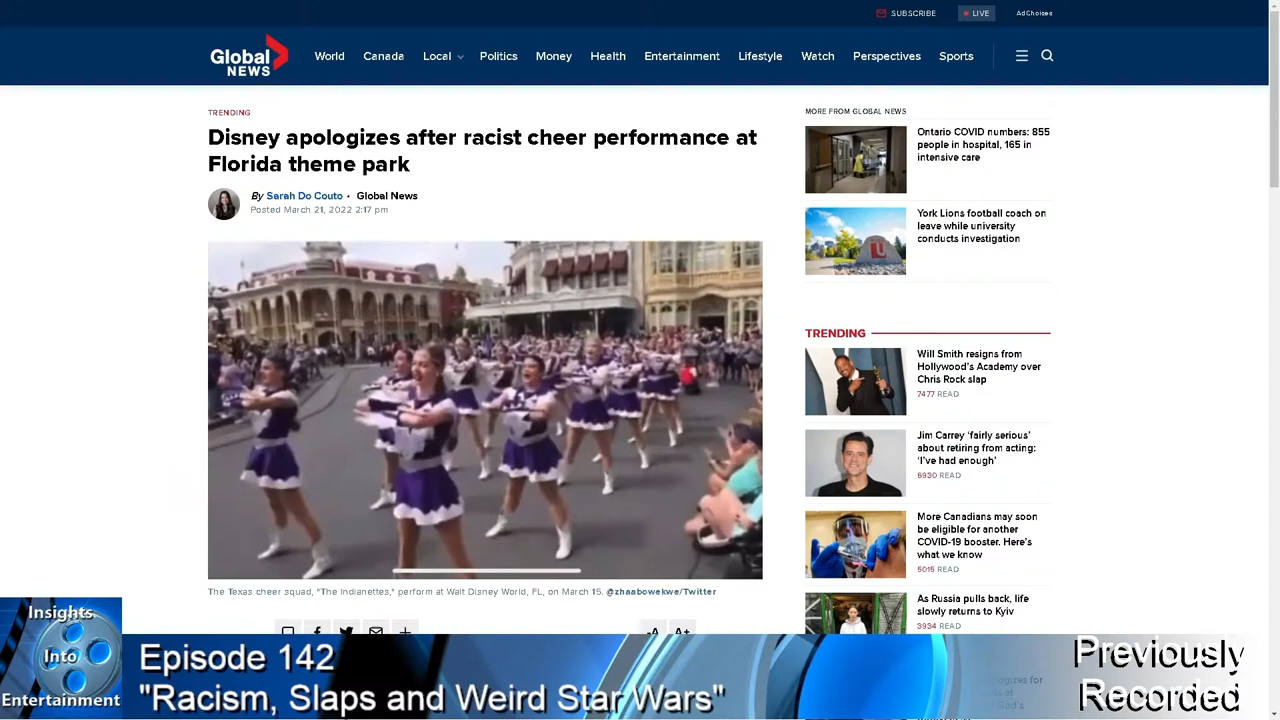 SUBSCRIBE
LIVE
AdChoices
Global
NEWS
World
Canada
Local
Politics
Money
Health
Entertainment
Lifestyle
Watch
Perspectives
Sports
TRENDING
Disney apologizes after racist cheer performance at
Florida theme park
By Sarah Do Couto • Global News
Posted March 21, 2022 2:17 pm
The Texas cheer squad, "The Indianettes," perform at Walt Disney World, FL, on March 15. @zhaabowekwe/Twitter
-A
A+
MORE FROM GLOBAL NEWS
Ontario COVID numbers: 855
people in hospital, 165 in
intensive care
York Lions football coach on
leave while university
conducts investigation
TRENDING
Will Smith resigns from
Hollywood's Academy over
Chris Rock slap
7477 READ
Jim Carrey 'fairly serious'
about retiring from acting:
'I've had enough'
6930 READ
More Canadians may soon
be eligible for another
COVID-19 booster. Here's
what we know
5015 READ
As Russia pulls back, life
slowly returns to Kyiv
3934 READ
Insights
Into
Entertainment
Episode 142
"Racism, Slaps and Weird Star Wars"
Previously
Recorded